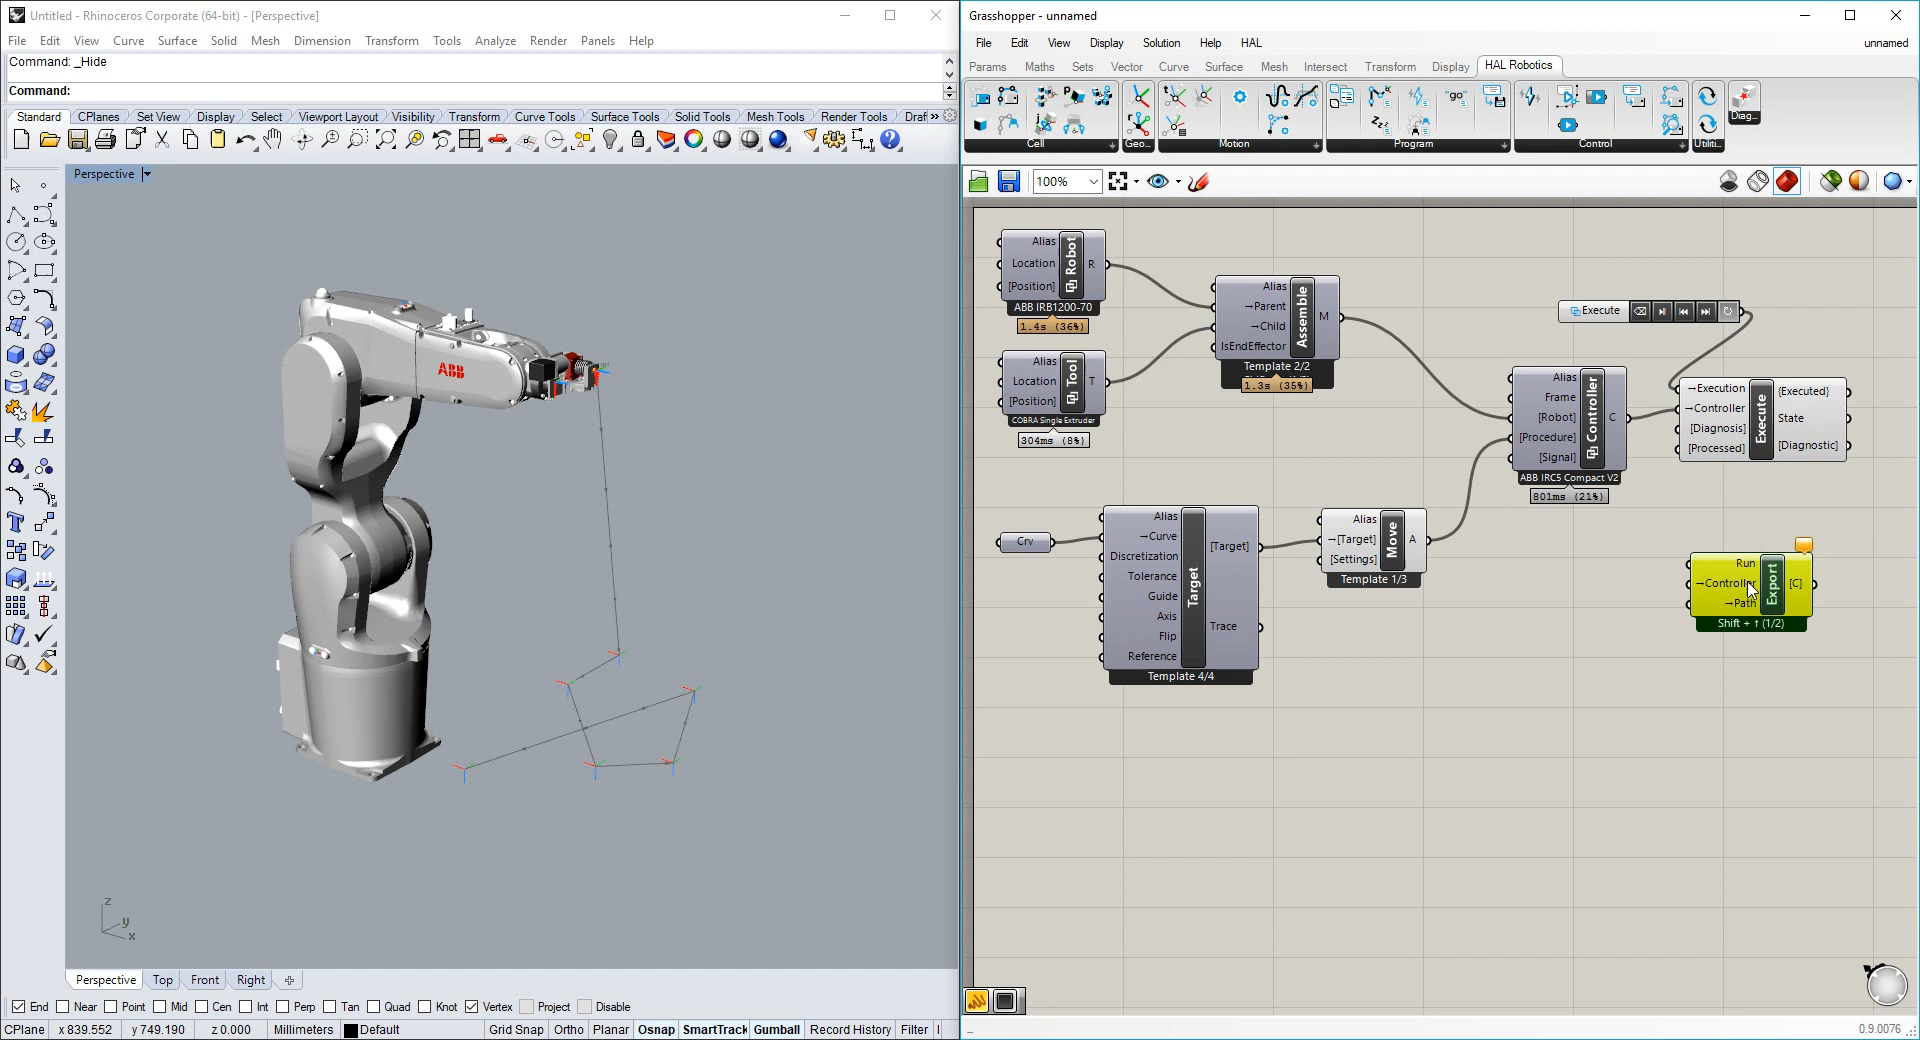 Untitled - Rhinoceros Corporate (64-bit) - [Perspective]
File Edit View Curve Surface Solid Mesh Dimension Transform Tools Analyze Render Panels Help
Command: _Hide
Command:
Standard CPlanes Set View Display Select Viewport Layout Visibility Transform Curve Tools Surface Tools Solid Tools Mesh Tools Render Tools Draf
Perspective
ABB
z
y
x
Perspective Top Front Right
End Near Point Mid Cen Int Perp Tan Quad Knot Vertex Project Disable
CPlane x 839.552 y 749.190 z 0.000 Millimeters Default Grid Snap Ortho Planar Osnap SmartTrack Gumball Record History Filter
Grasshopper - unnamed
File Edit View Display Solution Help HAL unnamed
Params Maths Sets Vector Curve Surface Mesh Intersect Transform Display HAL Robotics
Cell Geo... Motion Program Control Utiliti... Diag...
100%
Alias
Location
[Position]
Robot
R
ABB IRB1200-70
1.4s (36%)
Alias
Location
[Position]
Tool
T
COBRA Single Extruder
304ms (8%)
Alias
→Parent
→Child
IsEndEffector
Assemble
M
Template 2/2
1.3s (35%)
Execute
Alias
Frame
[Robot]
[Procedure]
[Signal]
Controller
C
ABB IRC5 Compact V2
801ms (21%)
→Execution
→Controller
[Diagnosis]
[Processed]
Execute
{Executed}
State
[Diagnostic]
Crv
Alias
→Curve
Discretization
Tolerance
Guide
Axis
Flip
Reference
Target
[Target]
Trace
Template 4/4
Alias
→[Target]
[Settings]
Move
A
Template 1/3
Run
→Controller
→Path
Export
[C]
Shift + ↑ (1/2)
0.9.0076